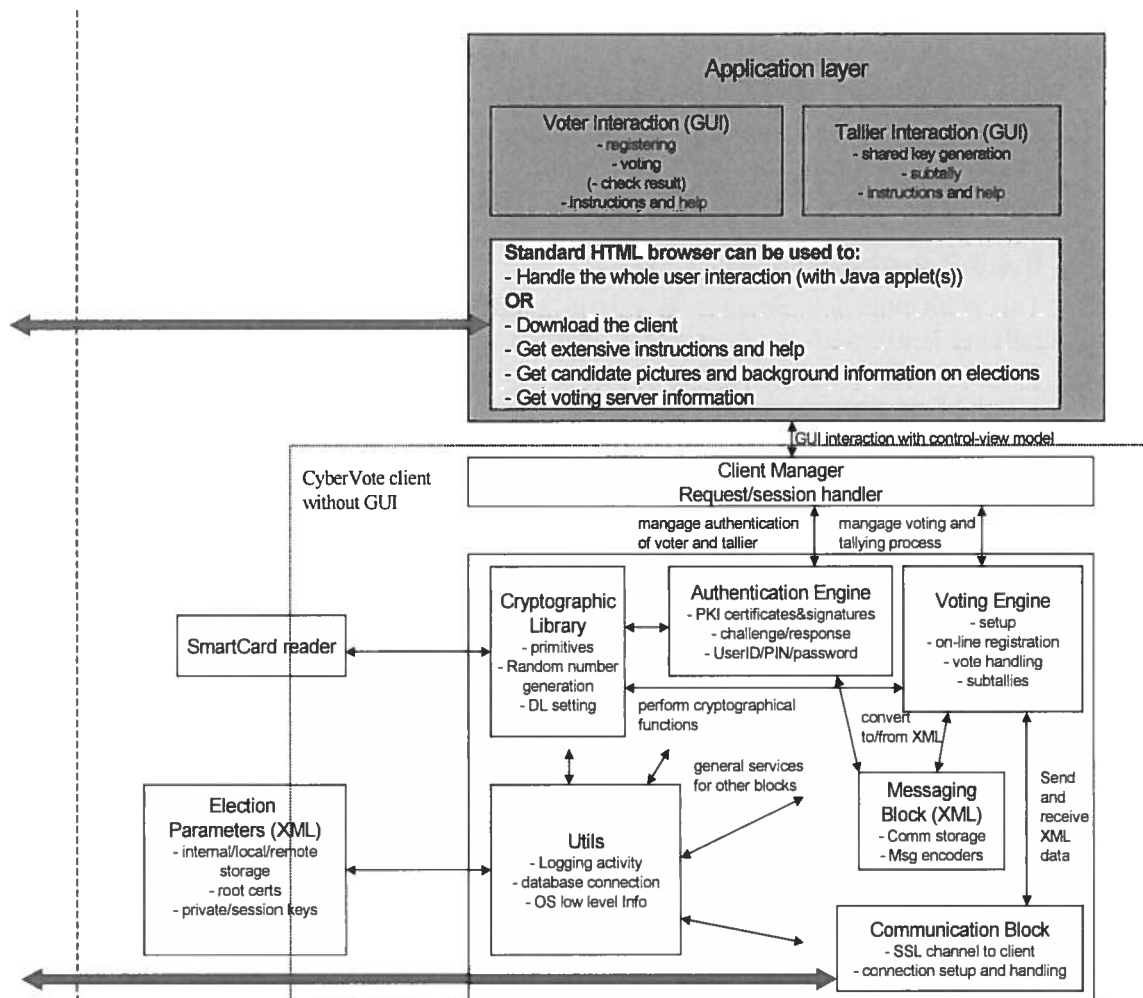 Application layer
Voter Interaction (GUI)
- registering
- voting
(- check result)
- instructions and help
Tallier Interaction (GUI)
- shared key generation
- subtally
- instructions and help
Standard HTML browser can be used to:
- Handle the whole user interaction (with Java applet(s))
OR
- Download the client
- Get extensive instructions and help
- Get candidate pictures and background information on elections
- Get voting server information
GUI interaction with control-view model
CyberVote client
without GUI
Client Manager
Request/session handler
mangage authentication
of voter and tallier
mangage voting and
tallying process
Cryptographic
Library
- primitives
- Random number
generation
- DL setting
Authentication Engine
- PKI certificates&signatures
- challenge/response
- UserID/PIN/password
Voting Engine
- setup
- on-line registration
- vote handling
- subtallies
SmartCard reader
perform cryptographical
functions
convert
to/from XML
general services
for other blocks
Election
Parameters (XML)
- internal/local/remote
storage
- root certs
- private/session keys
Utils
- Logging activity
- database connection
- OS low level Info
Messaging
Block (XML)
- Comm storage
- Msg encoders
Send
and
receive
XML
data
Communication Block
- SSL channel to client
- connection setup and handling